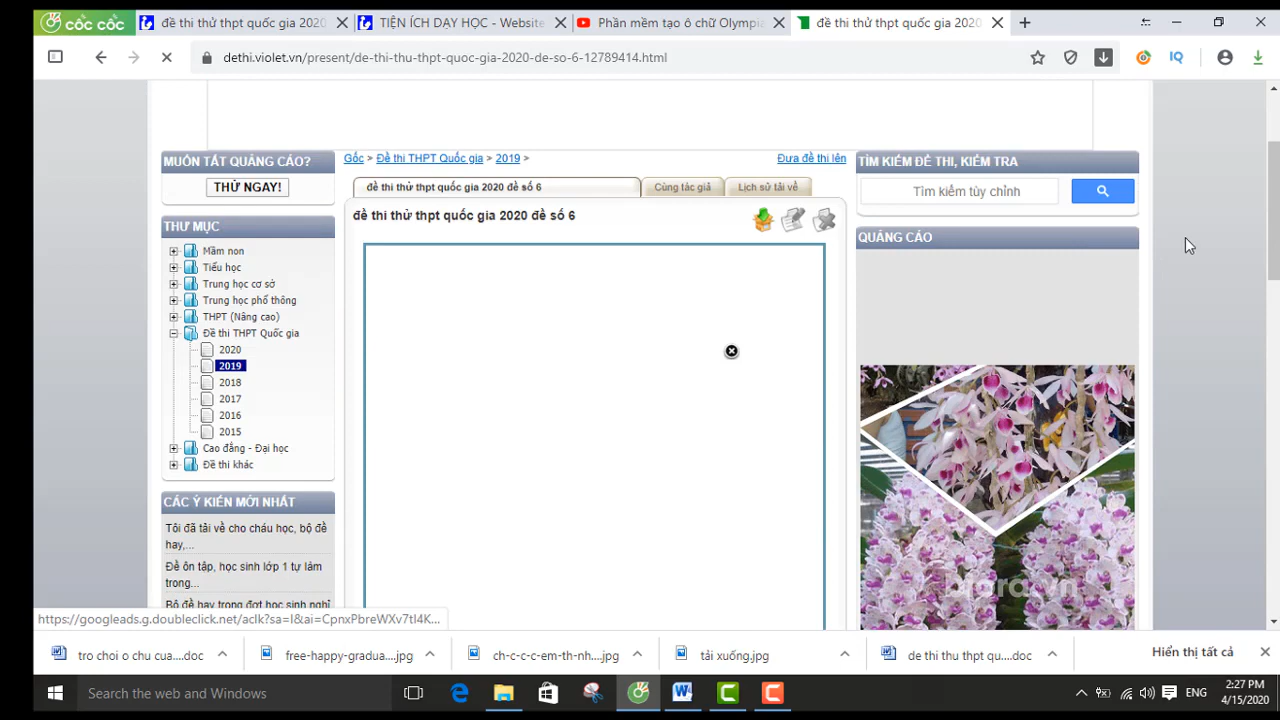 cốc cốc
đề thi thử thpt quốc gia 2020
TIỆN ÍCH DẠY HỌC - Website
Phần mềm tạo ô chữ Olympia
đề thi thử thpt quốc gia 2020
dethi.violet.vn/present/de-thi-thu-thpt-quoc-gia-2020-de-so-6-12789414.html
IQ
MUỐN TẮT QUẢNG CÁO?
THỬ NGAY!
THƯ MỤC
Mầm non
Tiểu học
Trung học cơ sở
Trung học phổ thông
THPT (Nâng cao)
Đề thi THPT Quốc gia
2020
2019
2018
2017
2016
2015
Cao đẳng - Đại học
Đề thi khác
CÁC Ý KIẾN MỚI NHẤT
Tôi đã tải về cho cháu học, bộ đề
hay,...
Đề ôn tập, học sinh lớp 1 tự làm
trong...
Bộ đề hay trong đợt học sinh nghỉ
Gốc > Đề thi THPT Quốc gia > 2019 >
Đưa đề thi lên
đề thi thử thpt quốc gia 2020 đề số 6
Cùng tác giả
Lịch sử tải về
đề thi thử thpt quốc gia 2020 đề số 6
TÌM KIẾM ĐỀ THI, KIỂM TRA
Tìm kiếm tùy chỉnh
QUẢNG CÁO
https://googleads.g.doubleclick.net/aclk?sa=l&ai=CpnxPbreWXv7tI4K...
tro choi o chu cua....doc
free-happy-gradua....jpg
ch-c-c-c-em-th-nh....jpg
tải xuống.jpg
de thi thu thpt qu....doc
Hiển thị tất cả
Search the web and Windows
ENG
2:27 PM
4/15/2020